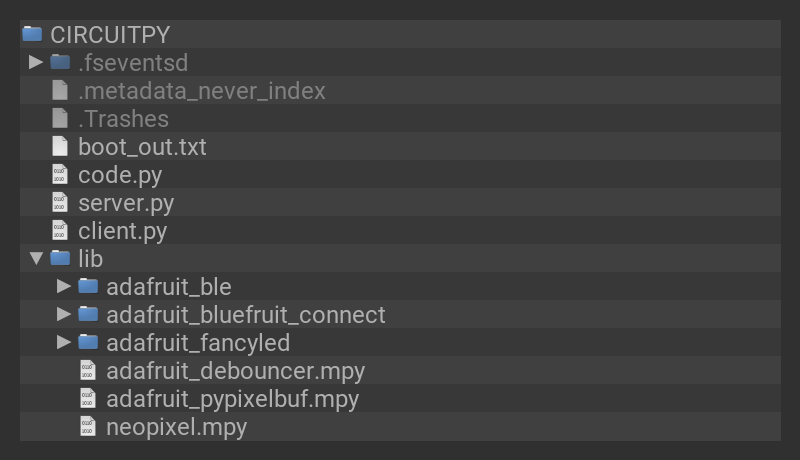 CIRCUITPY
.fseventsd
.metadata_never_index
.Trashes
boot_out.txt
code.py
server.py
client.py
lib
adafruit_ble
adafruit_bluefruit_connect
adafruit_fancyled
adafruit_debouncer.mpy
adafruit_pypixelbuf.mpy
neopixel.mpy